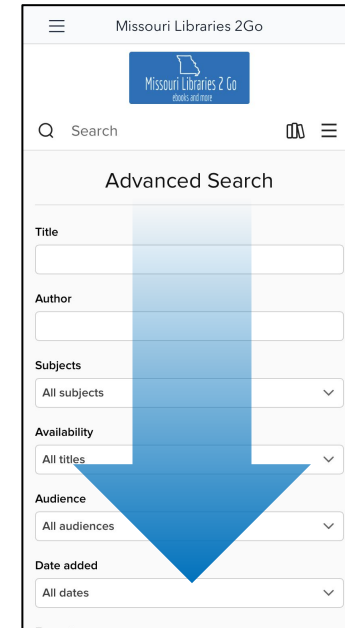 Missouri Libraries 2Go
Missouri Libraries 2 Go
ebooks and more
Search
Advanced Search
Title
Author
Subjects
All subjects
Availability
All titles
Audience
All audiences
Date added
All dates